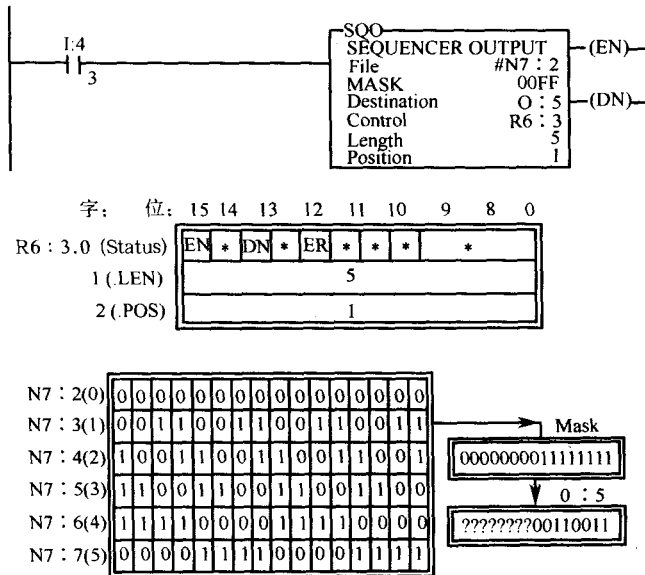 I:4
3
SQO
SEQUENCER OUTPUT
File #N7：2
MASK 00FF
Destination O：5
Control R6：3
Length 5
Position 1
(EN)
(DN)
字： 位： 15 14 13 12 11 10 9 8 0
R6：3.0 (Status) EN * DN * ER * * * *
1 (.LEN) 5
2 (.POS) 1
N7：2(0) 0 0 0 0 0 0 0 0 0 0 0 0 0 0 0 0
N7：3(1) 0 0 1 1 0 0 1 1 0 0 1 1 0 0 1 1
N7：4(2) 1 0 0 1 1 0 0 1 1 0 0 1 1 0 0 1
N7：5(3) 1 1 0 0 1 1 0 0 1 1 0 0 1 1 0 0
N7：6(4) 1 1 1 1 0 0 0 0 1 1 1 1 0 0 0 0
N7：7(5) 0 0 0 0 1 1 1 1 0 0 0 0 1 1 1 1
Mask
0000000011111111
0：5
????????00110011